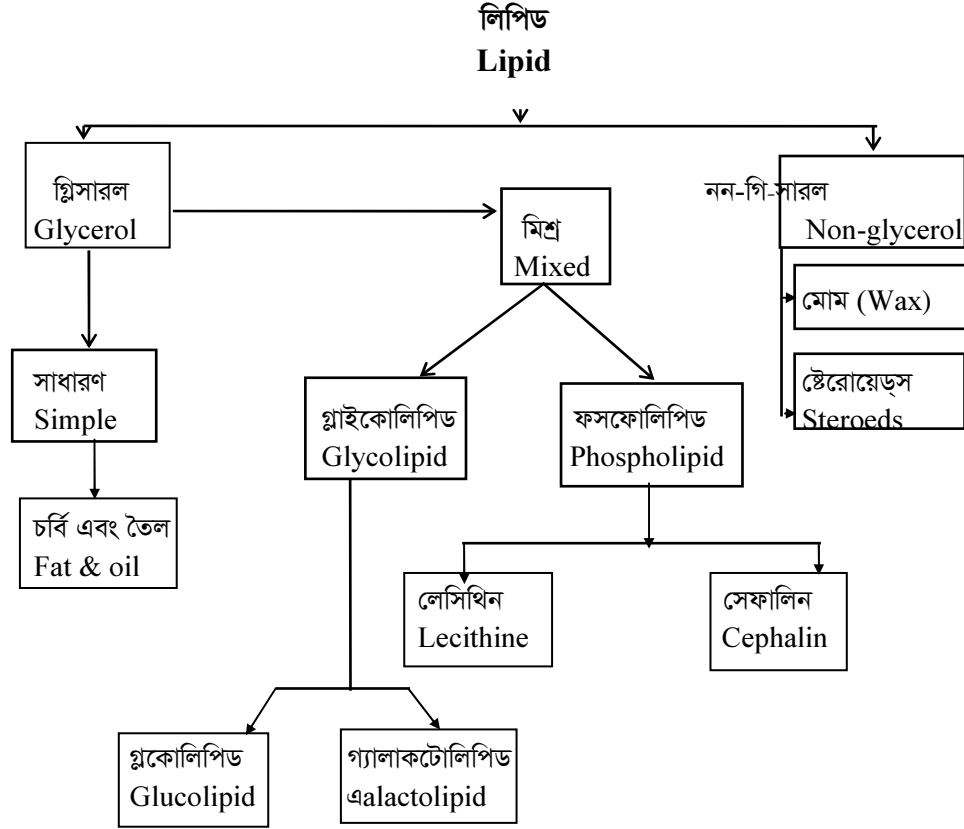 লিপিড
Lipid
গ্লিসারল
Glycerol
নন-গি-সারল
Non-glycerol
মিশ্র
Mixed
মোম (Wax)
সাধারণ
Simple
ষ্টেরোয়েড্স
Steroeds
গ্লাইকোলিপিড
Glycolipid
ফসফোলিপিড
Phospholipid
চর্বি এবং তৈল
Fat & oil
লেসিথিন
Lecithine
সেফালিন
Cephalin
গ্লকোলিপিড
Glucolipid
গ্যালাকটোলিপিড
এalactolipid